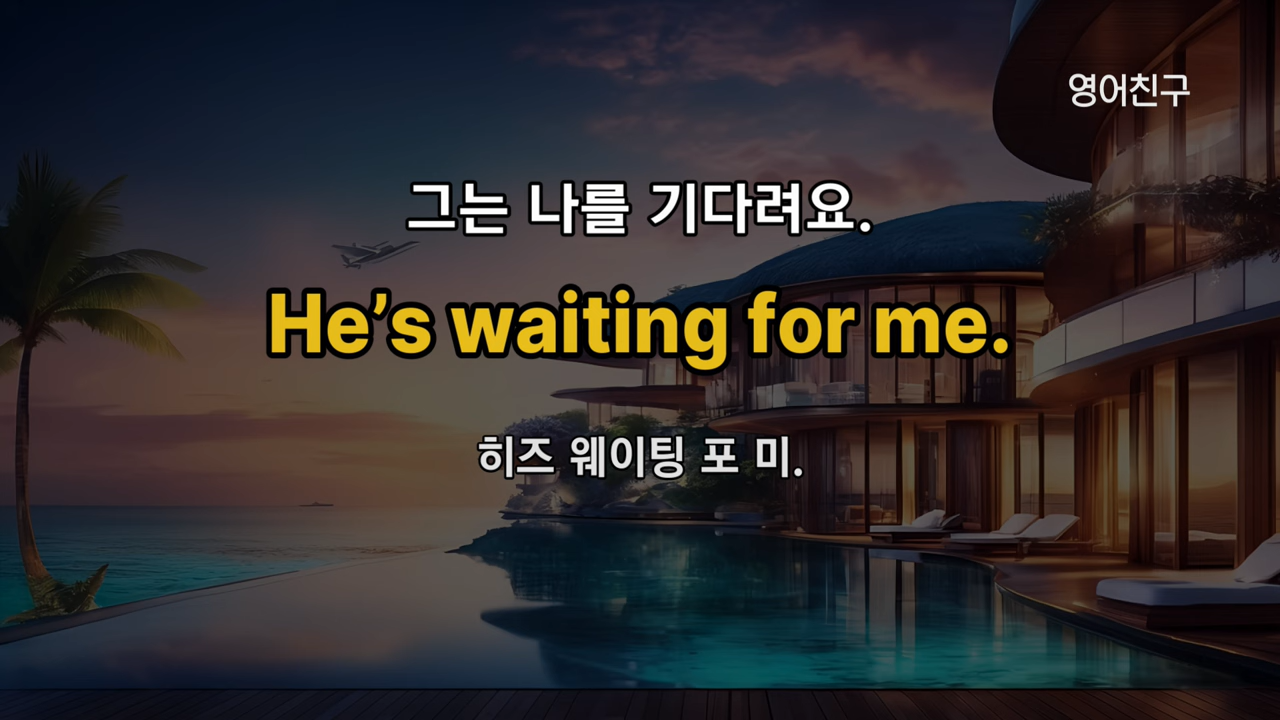 영어친구
그는 나를 기다려요.
He’s waiting for me.
히즈 웨이팅 포 미.